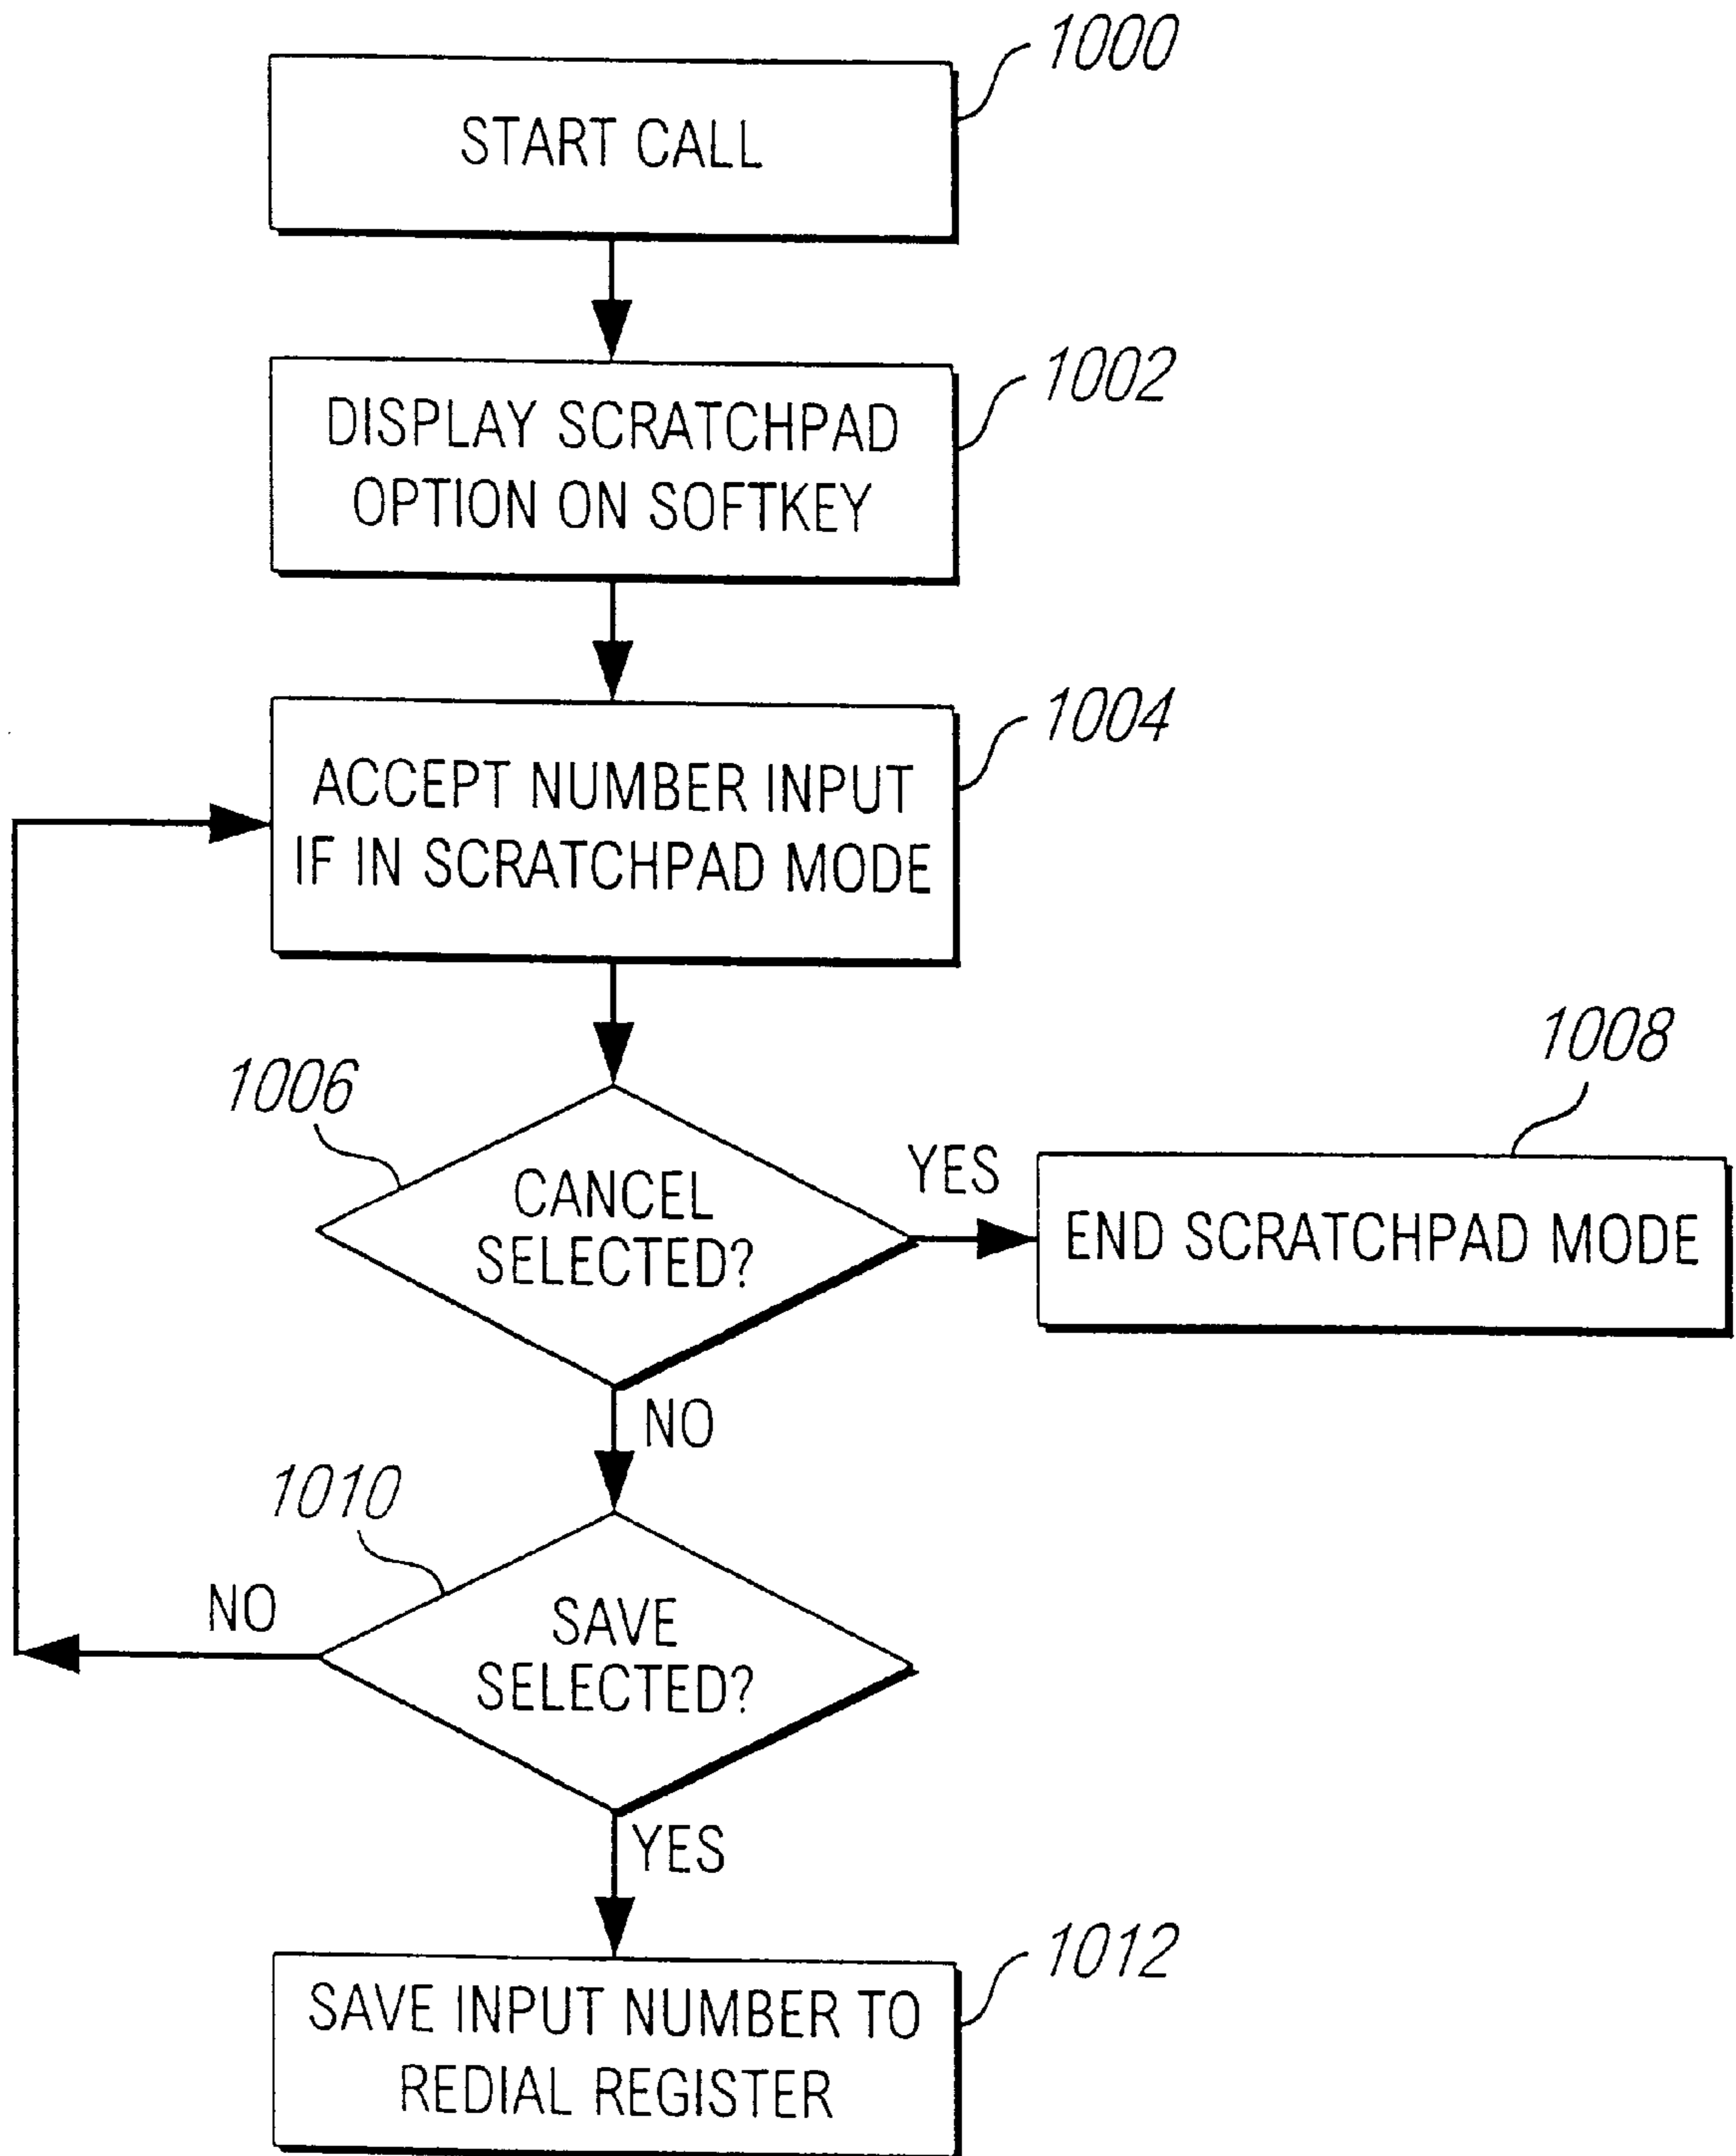 1000
START CALL
1002
DISPLAY SCRATCHPAD
OPTION ON SOFTKEY
1004
ACCEPT NUMBER INPUT
IF IN SCRATCHPAD MODE
1006
CANCEL
SELECTED?
YES
1008
END SCRATCHPAD MODE
NO
1010
SAVE
SELECTED?
NO
YES
1012
SAVE INPUT NUMBER TO
REDIAL REGISTER